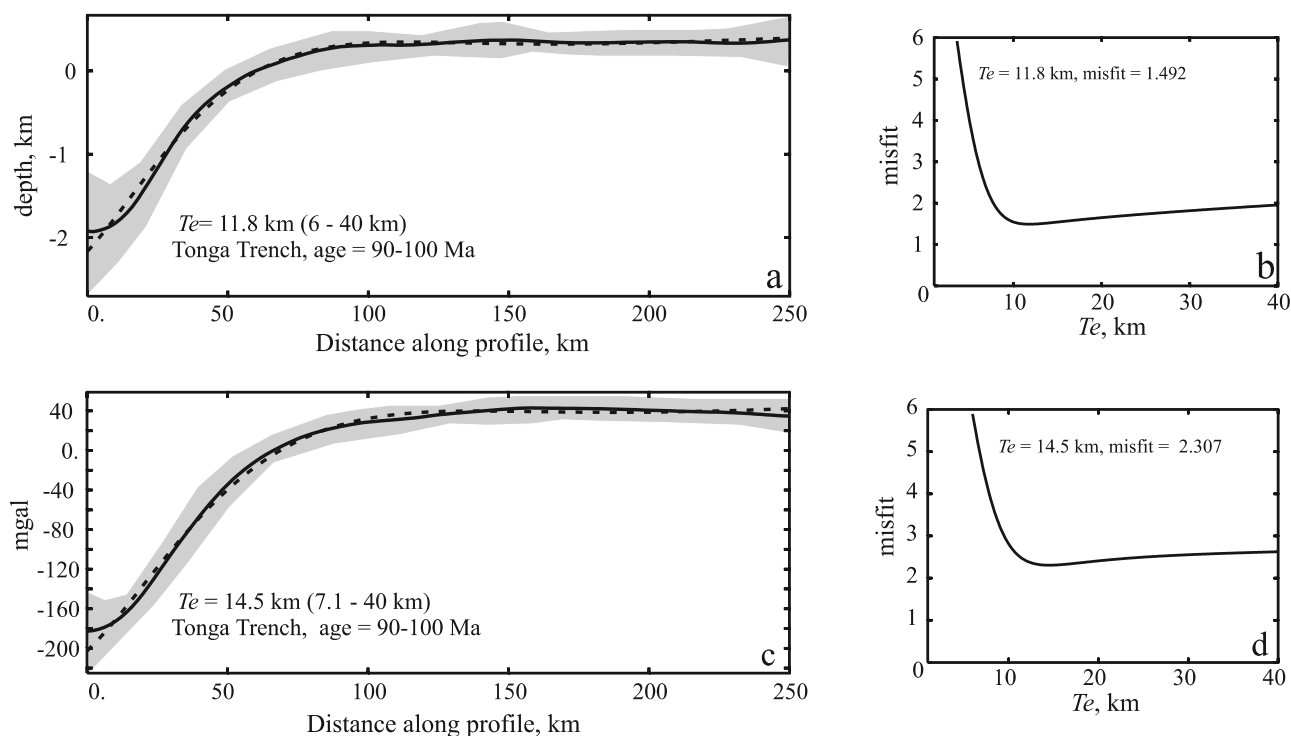 0
-1
-2
depth, km
Te= 11.8 km (6 - 40 km)
Tonga Trench, age = 90-100 Ma
a
0. 50 100 150 200 250
Distance along profile, km
6
5
4
3
2
1
0
misfit
Te = 11.8 km, misfit = 1.492
b
10 20 30 40
Te, km
40
0.
-40
-80
-120
-160
-200
mgal
Te = 14.5 km (7.1 - 40 km)
Tonga Trench, age = 90-100 Ma
c
0. 50 100 150 200 250
Distance along profile, km
6
5
4
3
2
1
0
misfit
Te = 14.5 km, misfit = 2.307
d
10 20 30 40
Te, km